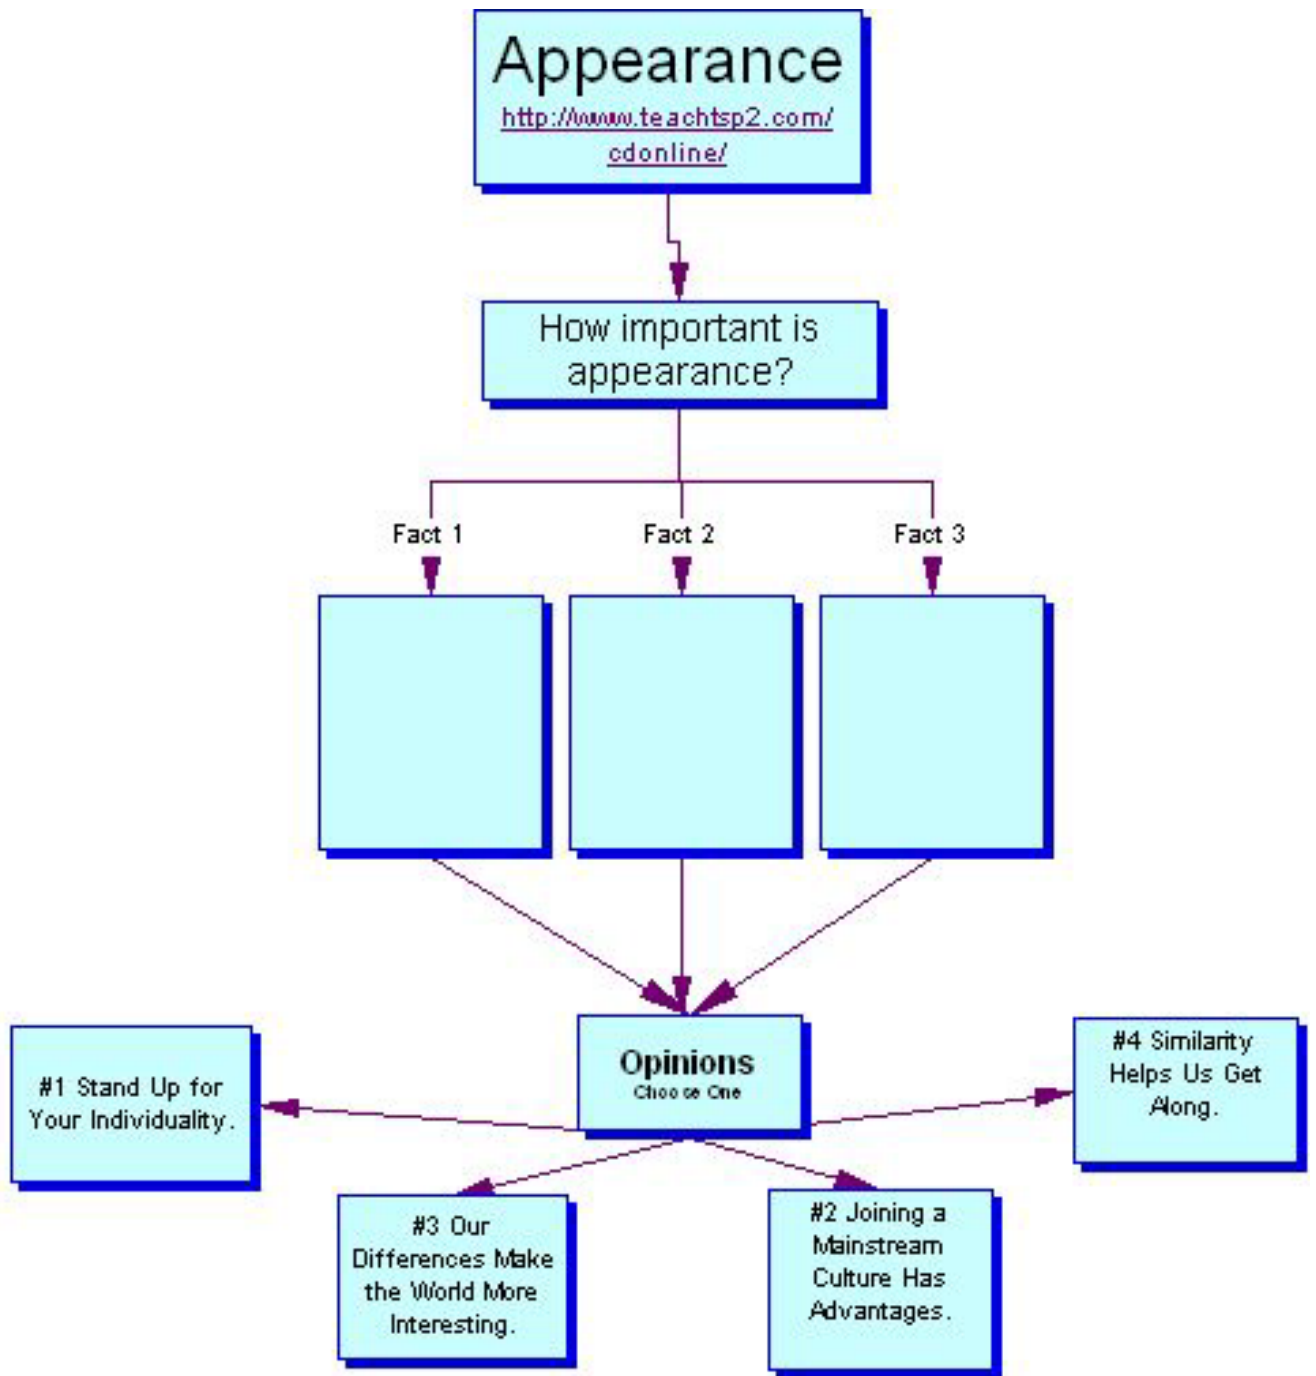 Appearance
http://www.teachtsp2.com/
cdonline/
How important is
appearance?
Fact 1
Fact 2
Fact 3
Opinions
Choose One
#1 Stand Up for
Your Individuality.
#3 Our
Differences Make
the World More
Interesting.
#2 Joining a
Mainstream
Culture Has
Advantages.
#4 Similarity
Helps Us Get
Along.